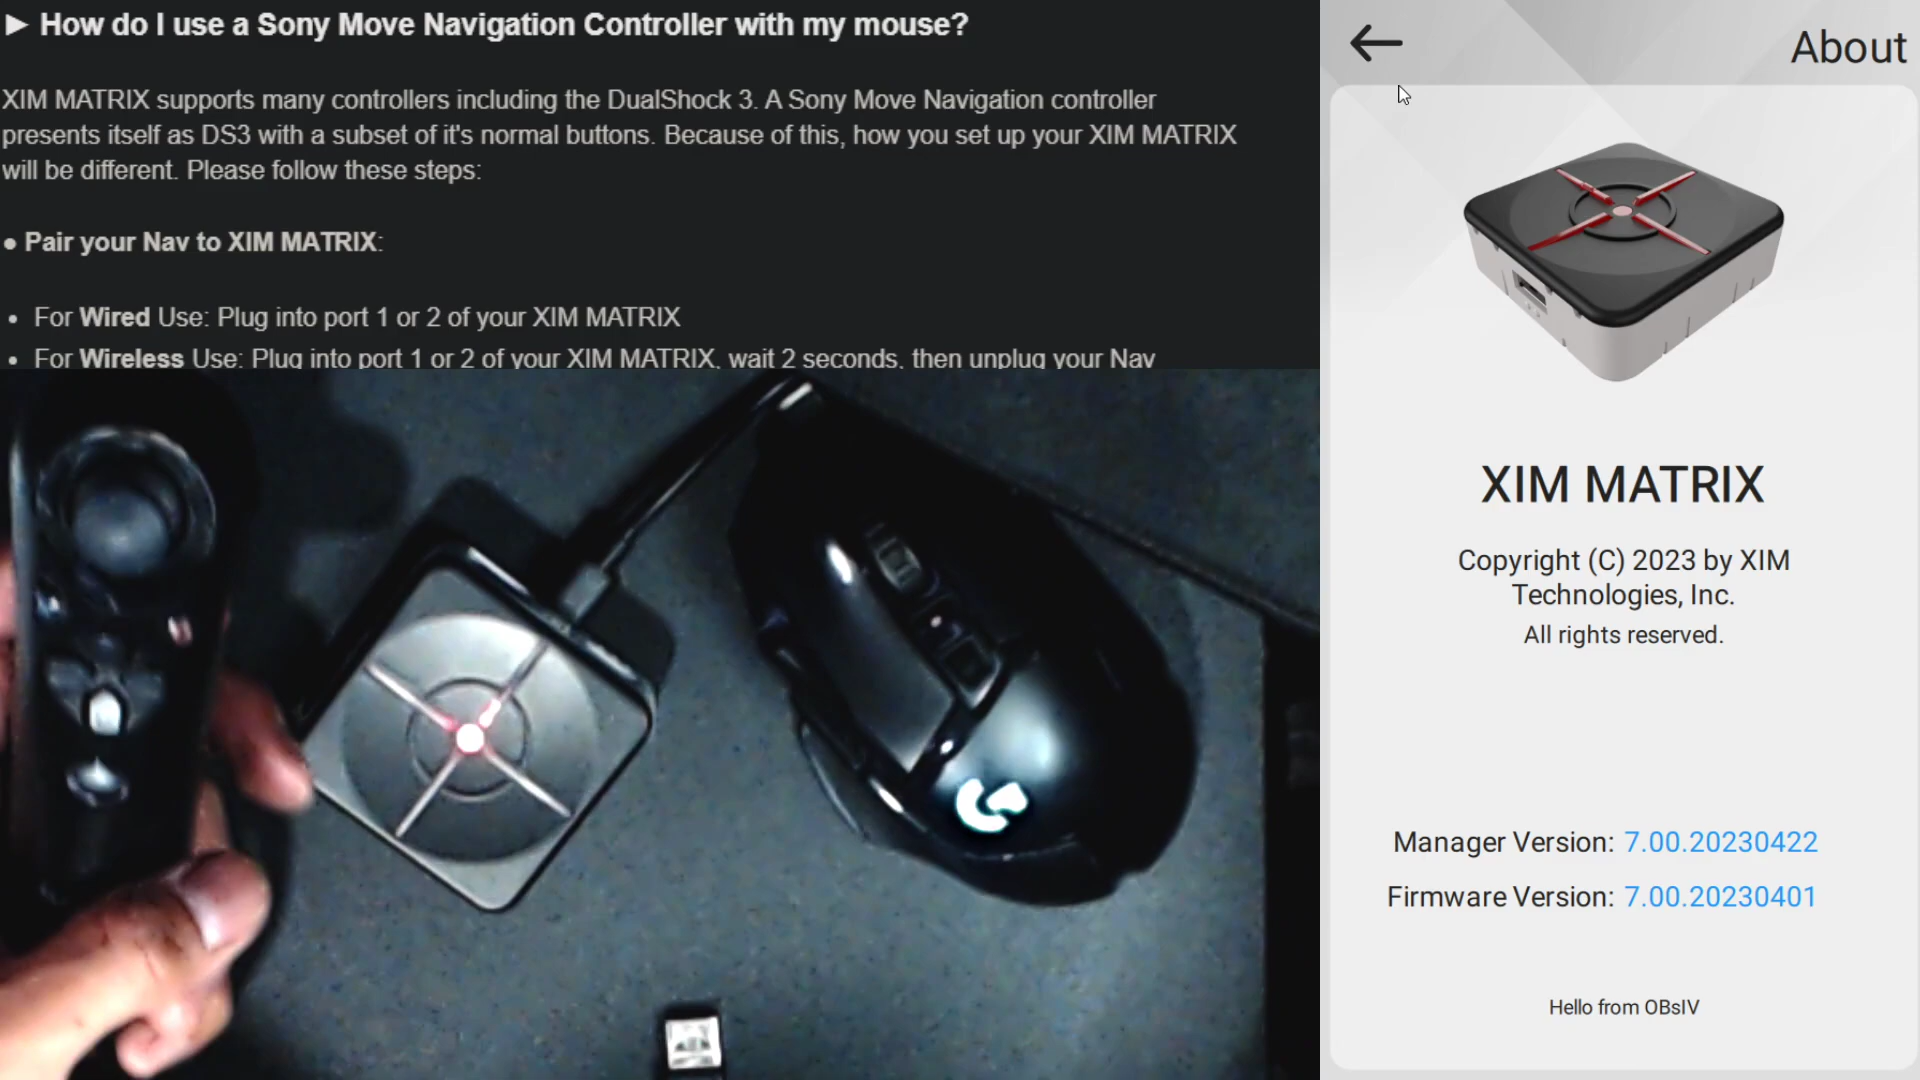 ► How do I use a Sony Move Navigation Controller with my mouse?
XIM MATRIX supports many controllers including the DualShock 3. A Sony Move Navigation controller
presents itself as DS3 with a subset of it's normal buttons. Because of this, how you set up your XIM MATRIX
will be different. Please follow these steps:
● Pair your Nav to XIM MATRIX:
• For Wired Use: Plug into port 1 or 2 of your XIM MATRIX
• For Wireless Use: Plug into port 1 or 2 of your XIM MATRIX, wait 2 seconds, then unplug your Nav
About
XIM MATRIX
Copyright (C) 2023 by XIM
Technologies, Inc.
All rights reserved.
Manager Version: 7.00.20230422
Firmware Version: 7.00.20230401
Hello from OBsIV